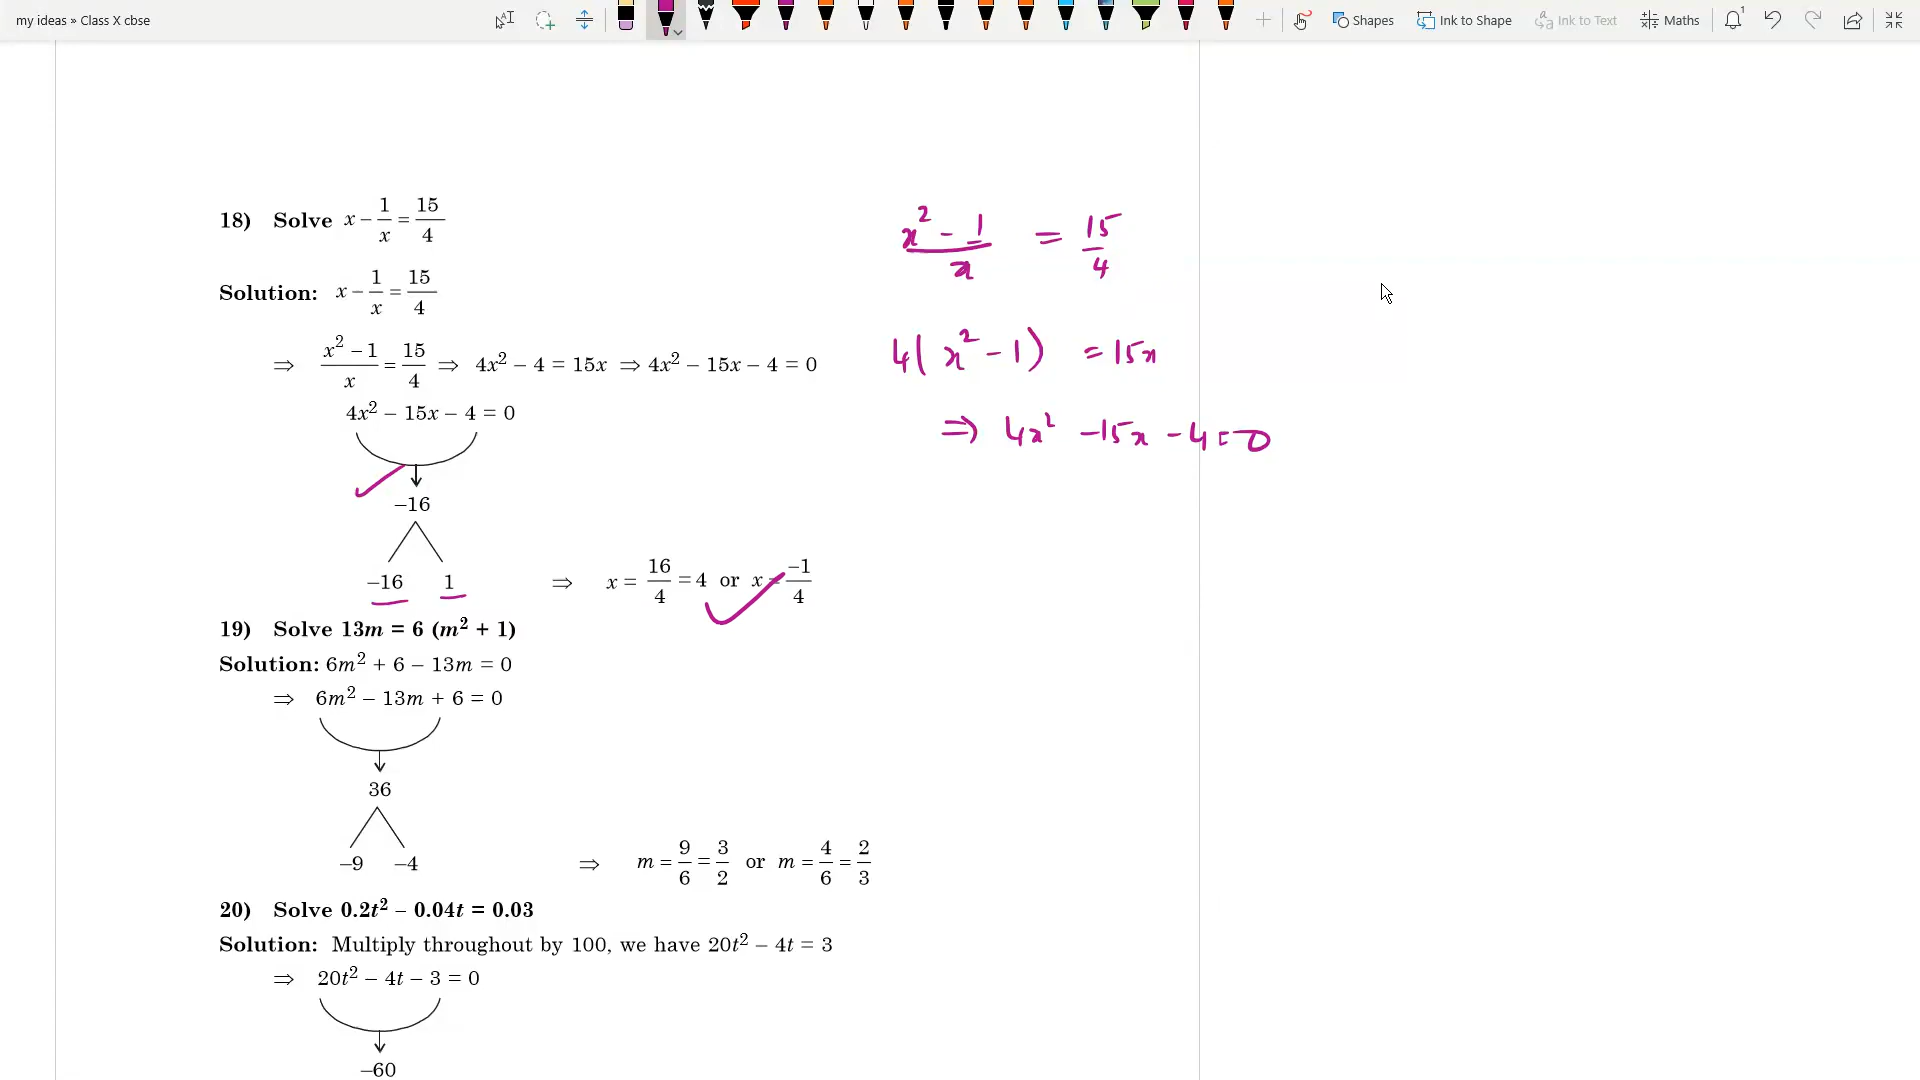 my ideas » Class X cbse
Shapes Ink to Shape Ink to Text Maths
18) Solve x − 1/x = 15/4
Solution: x − 1/x = 15/4
⇒ (x² − 1)/x = 15/4 ⇒ 4x² − 4 = 15x ⇒ 4x² − 15x − 4 = 0
4x² − 15x − 4 = 0
−16
−16 1 ⇒ x = 16/4 = 4 or x = −1/4
(x² − 1)/x = 15/4
4(x² − 1) = 15x
⇒ 4x² − 15x − 4 = 0
19) Solve 13m = 6 (m² + 1)
Solution: 6m² + 6 − 13m = 0
⇒ 6m² − 13m + 6 = 0
36
−9 −4 ⇒ m = 9/6 = 3/2 or m = 4/6 = 2/3
20) Solve 0.2t² − 0.04t = 0.03
Solution: Multiply throughout by 100, we have 20t² − 4t = 3
⇒ 20t² − 4t − 3 = 0
−60